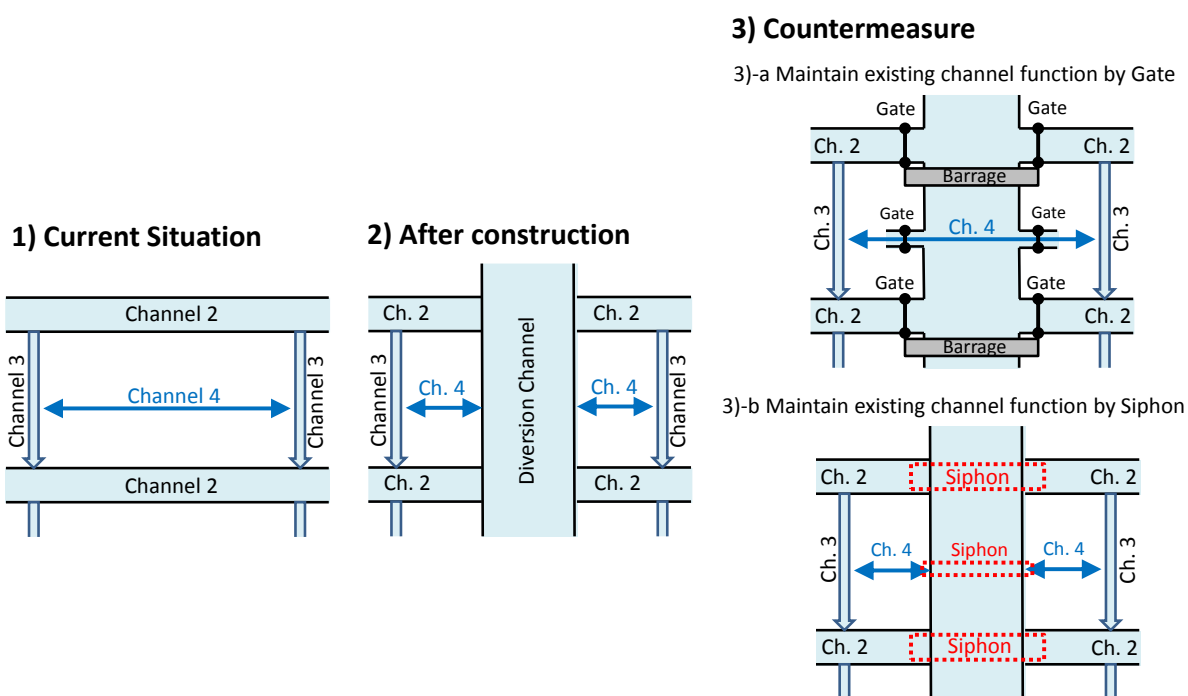 1) Current Situation
Channel 2
Channel 3
Channel 4
Channel 3
Channel 2
2) After construction
Ch. 2
Ch. 2
Channel 3
Ch. 4
Diversion Channel
Ch. 4
Channel 3
Ch. 2
Ch. 2
3) Countermeasure
3)-a Maintain existing channel function by Gate
Gate
Gate
Ch. 2
Ch. 2
Barrage
Ch. 3
Gate
Ch. 4
Gate
Ch. 3
Gate
Gate
Ch. 2
Ch. 2
Barrage
3)-b Maintain existing channel function by Siphon
Ch. 2
Siphon
Ch. 2
Ch. 3
Ch. 4
Siphon
Ch. 4
Ch. 3
Ch. 2
Siphon
Ch. 2